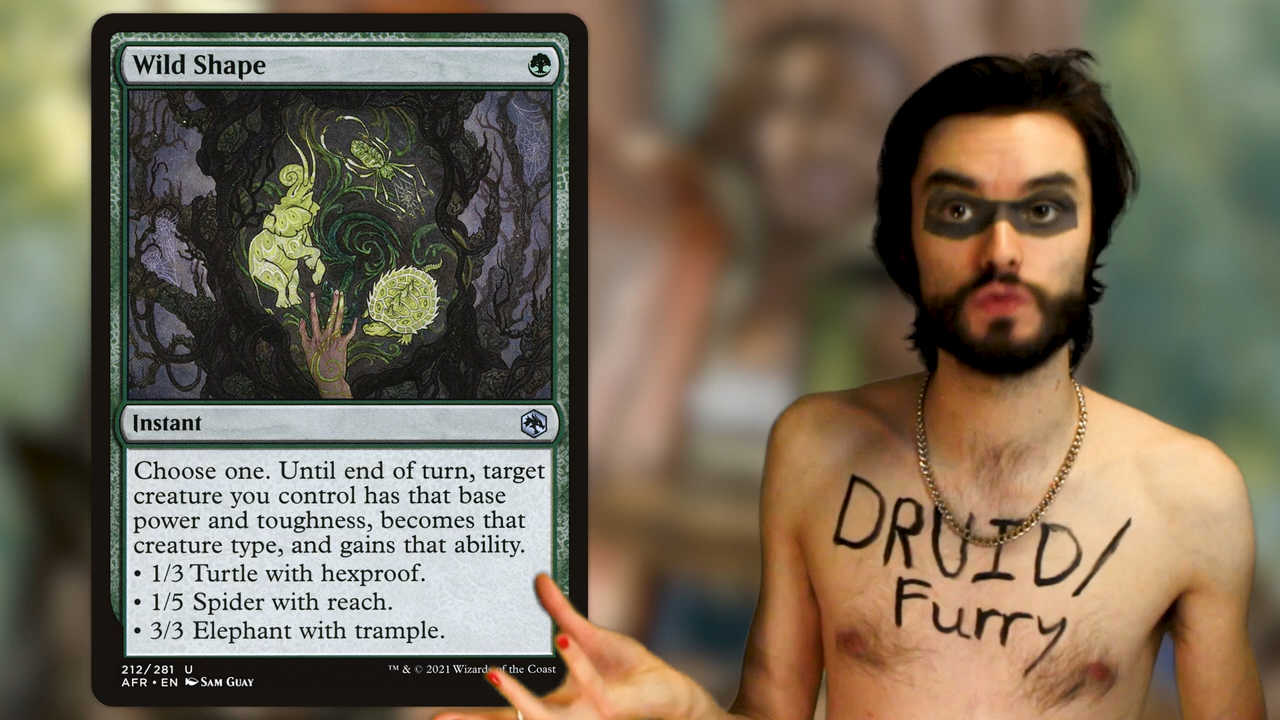 Wild Shape
Instant
Choose one. Until end of turn, target
creature you control has that base
power and toughness, becomes that
creature type, and gains that ability.
• 1/3 Turtle with hexproof.
• 1/5 Spider with reach.
• 3/3 Elephant with trample.
212/281 U
AFR • EN SAM GUAY
™ & © 2021 Wizards of the Coast
DRUID/
Furry